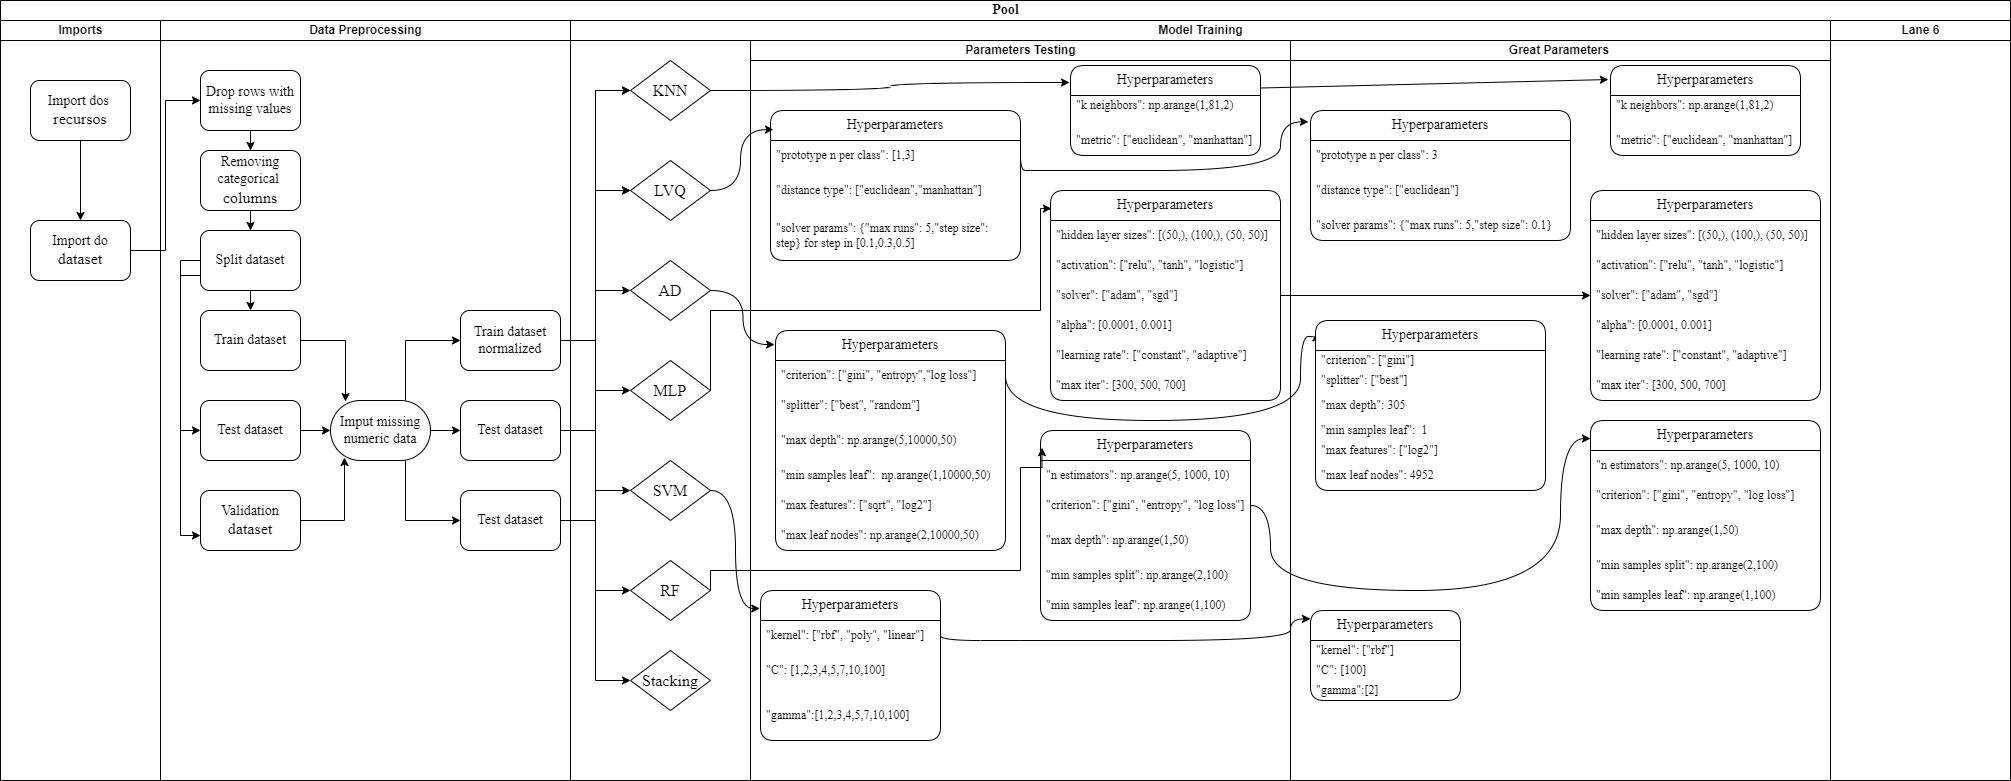 Pool
Imports
Data Preprocessing
Model Training
Lane 6
Parameters Testing
Great Parameters
Import dos
recursos
Import do
dataset
Drop rows with
missing values
Removing
categorical
columns
Split dataset
Train dataset
Test dataset
Validation
dataset
Imput missing
numeric data
Train dataset
normalized
Test dataset
Test dataset
KNN
LVQ
AD
MLP
SVM
RF
Stacking
Hyperparameters
"k neighbors": np.arange(1,81,2)
"metric": ["euclidean", "manhattan"]
Hyperparameters
"prototype n per class": [1,3]
"distance type": ["euclidean","manhattan"]
"solver params": {"max runs": 5,"step size":
step} for step in [0.1,0.3,0.5]
Hyperparameters
"hidden layer sizes": [(50,), (100,), (50, 50)]
"activation": ["relu", "tanh", "logistic"]
"solver": ["adam", "sgd"]
"alpha": [0.0001, 0.001]
"learning rate": ["constant", "adaptive"]
"max iter": [300, 500, 700]
Hyperparameters
"criterion": ["gini", "entropy","log loss"]
"splitter": ["best", "random"]
"max depth": np.arange(5,10000,50)
"min samples leaf":  np.arange(1,10000,50)
"max features": ["sqrt", "log2"]
"max leaf nodes": np.arange(2,10000,50)
Hyperparameters
"n estimators": np.arange(5, 1000, 10)
"criterion": ["gini", "entropy", "log loss"]
"max depth": np.arange(1,50)
"min samples split": np.arange(2,100)
"min samples leaf": np.arange(1,100)
Hyperparameters
"kernel": ["rbf", "poly", "linear"]
"C": [1,2,3,4,5,7,10,100]
"gamma":[1,2,3,4,5,7,10,100]
Hyperparameters
"k neighbors": np.arange(1,81,2)
"metric": ["euclidean", "manhattan"]
Hyperparameters
"prototype n per class": 3
"distance type": ["euclidean"]
"solver params": {"max runs": 5,"step size": 0.1}
Hyperparameters
"hidden layer sizes": [(50,), (100,), (50, 50)]
"activation": ["relu", "tanh", "logistic"]
"solver": ["adam", "sgd"]
"alpha": [0.0001, 0.001]
"learning rate": ["constant", "adaptive"]
"max iter": [300, 500, 700]
Hyperparameters
"criterion": ["gini"]
"splitter": ["best"]
"max depth": 305
"min samples leaf":  1
"max features": ["log2"]
"max leaf nodes": 4952
Hyperparameters
"n estimators": np.arange(5, 1000, 10)
"criterion": ["gini", "entropy", "log loss"]
"max depth": np.arange(1,50)
"min samples split": np.arange(2,100)
"min samples leaf": np.arange(1,100)
Hyperparameters
"kernel": ["rbf"]
"C": [100]
"gamma":[2]